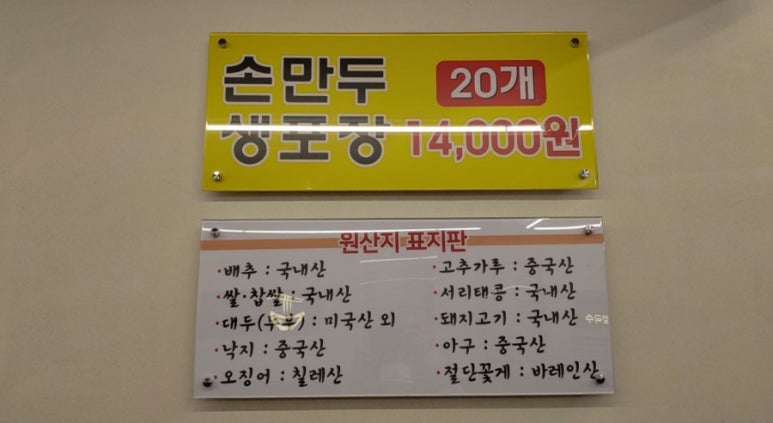 손만두 20개
생포장 14,000원
원산지 표지판
·배추 : 국내산
·쌀·찹쌀 : 국내산
·대두(두부) : 미국산 외
·낙지 : 중국산
·오징어 : 칠레산
·고추가루 : 중국산
·서리태콩 : 국내산
·돼지고기 : 국내산
·아구 : 중국산
·절단꽃게 : 바레인산